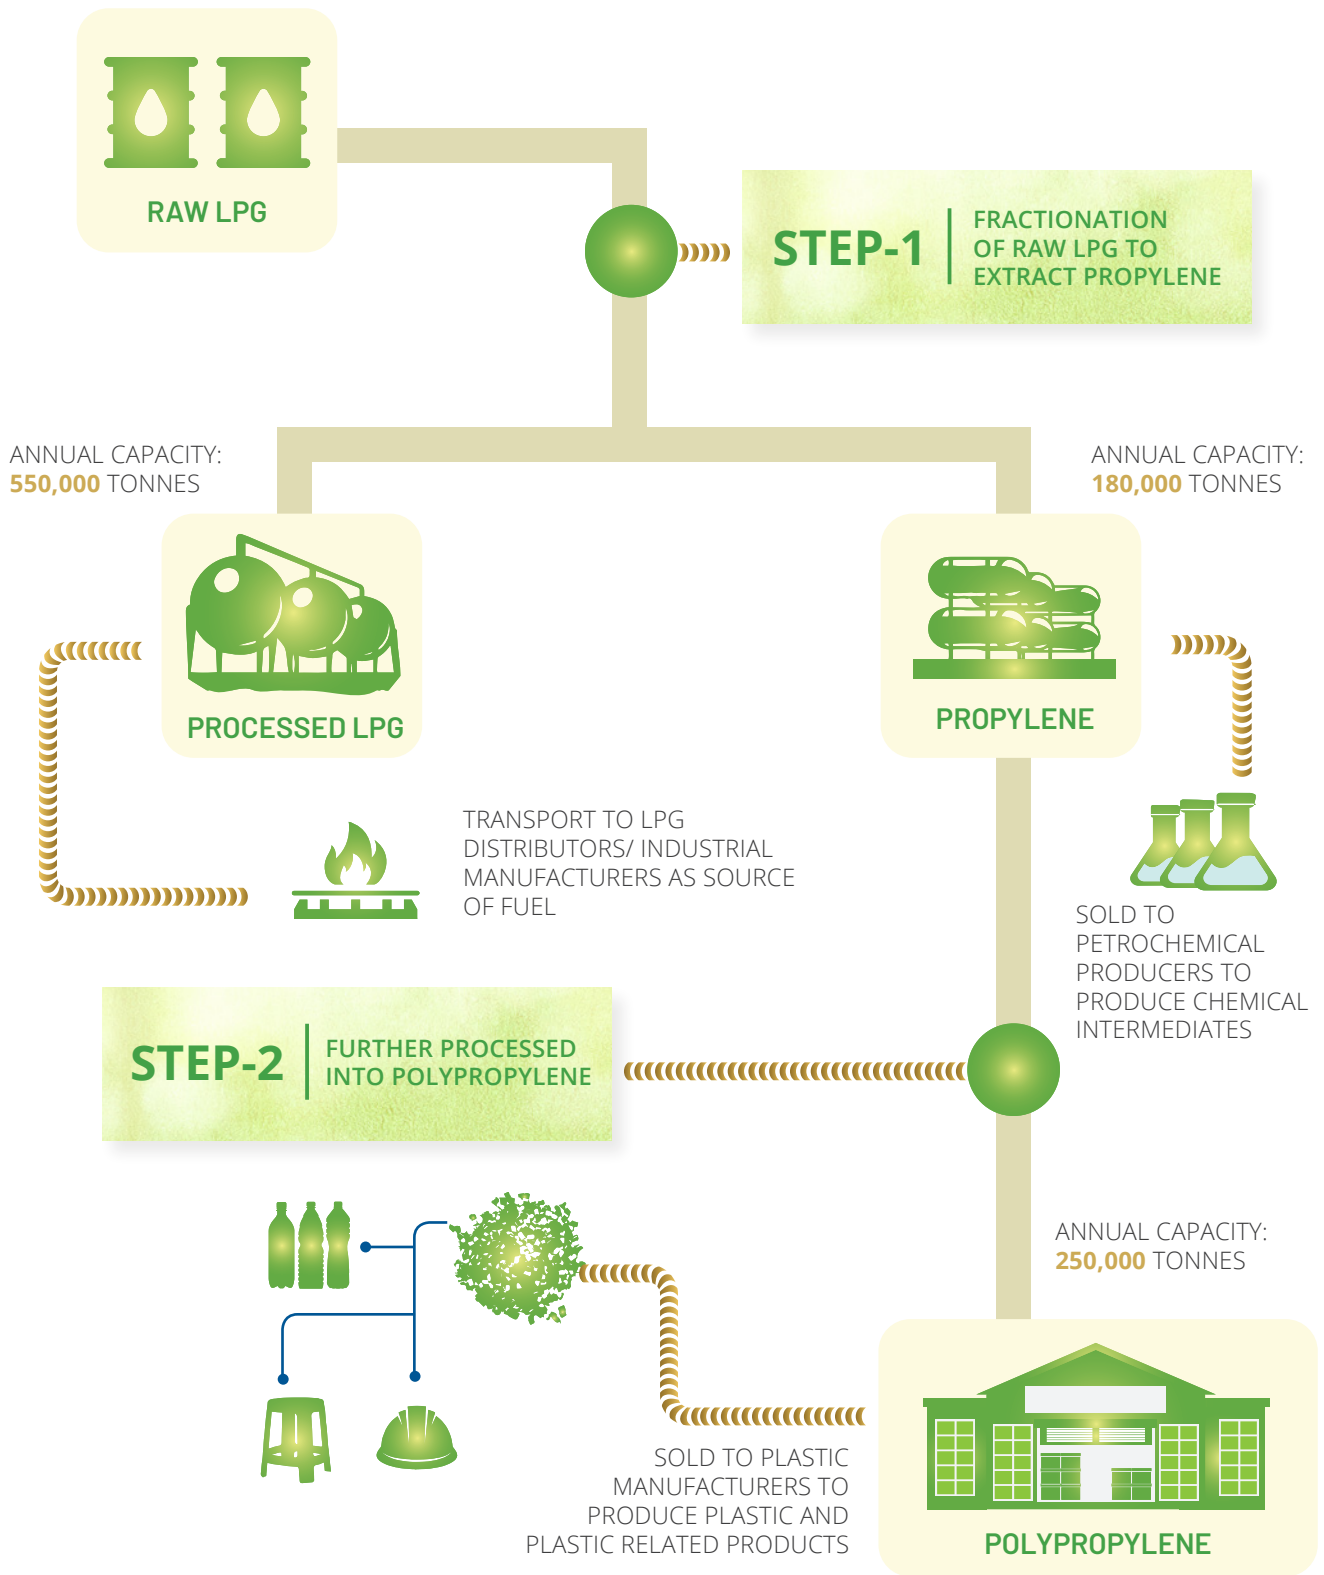 RAW LPG
STEP-1
FRACTIONATION
OF RAW LPG TO
EXTRACT PROPYLENE
ANNUAL CAPACITY:
550,000 TONNES
ANNUAL CAPACITY:
180,000 TONNES
PROCESSED LPG
PROPYLENE
TRANSPORT TO LPG
DISTRIBUTORS/ INDUSTRIAL
MANUFACTURERS AS SOURCE
OF FUEL
SOLD TO
PETROCHEMICAL
PRODUCERS TO
PRODUCE CHEMICAL
INTERMEDIATES
STEP-2
FURTHER PROCESSED
INTO POLYPROPYLENE
ANNUAL CAPACITY:
250,000 TONNES
SOLD TO PLASTIC
MANUFACTURERS TO
PRODUCE PLASTIC AND
PLASTIC RELATED PRODUCTS
POLYPROPYLENE